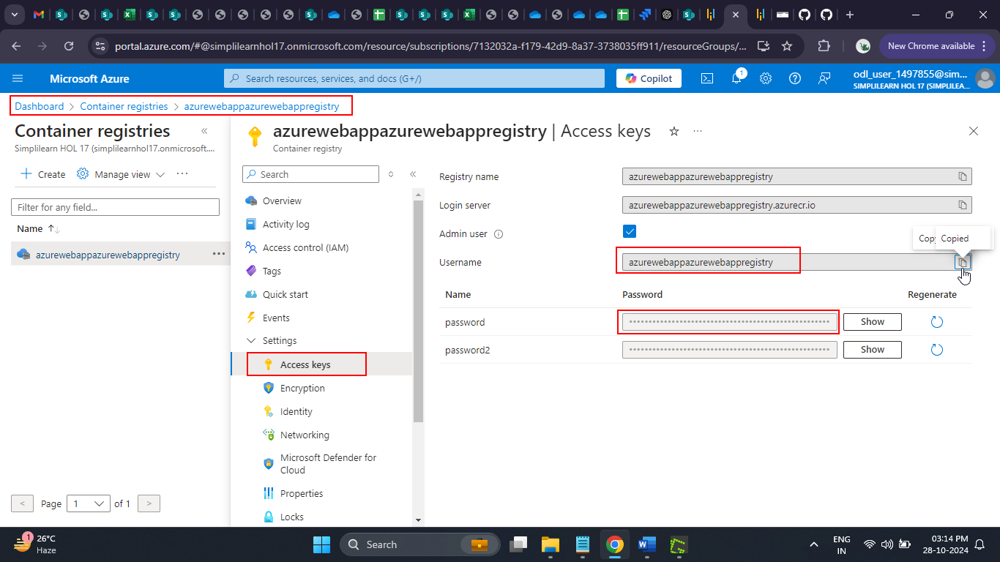 portal.azure.com/#@simplilearnhol17.onmicrosoft.com/resource/subscriptions/7132032a-f179-42d9-8a37-3738035ff911/resourceGroups/...
New Chrome available
Microsoft Azure
Search resources, services, and docs (G+/)
Copilot
1
odl_user_1497855@sim...
SIMPLILEARN HOL 17 (SIMPLILEA...
Dashboard > Container registries > azurewebappazurewebappregistry
Container registries
Simplilearn HOL 17 (simplilearnhol17.onmicrosoft....
+ Create
Manage view
...
Filter for any field...
Name
azurewebappazurewebappregistry
...
< Page 1 of 1 >
azurewebappazurewebappregistry | Access keys
...
Container registry
Search
Overview
Activity log
Access control (IAM)
Tags
Quick start
Events
Settings
Access keys
Encryption
Identity
Networking
Microsoft Defender for
Cloud
Properties
Locks
Registry name
azurewebappazurewebappregistry
Login server
azurewebappazurewebappregistry.azurecr.io
Admin user
Copied
Username
azurewebappazurewebappregistry
Name Password Regenerate
password Show
password2 Show
1
26°C
Haze
Search
ENG
IN
03:14 PM
28-10-2024